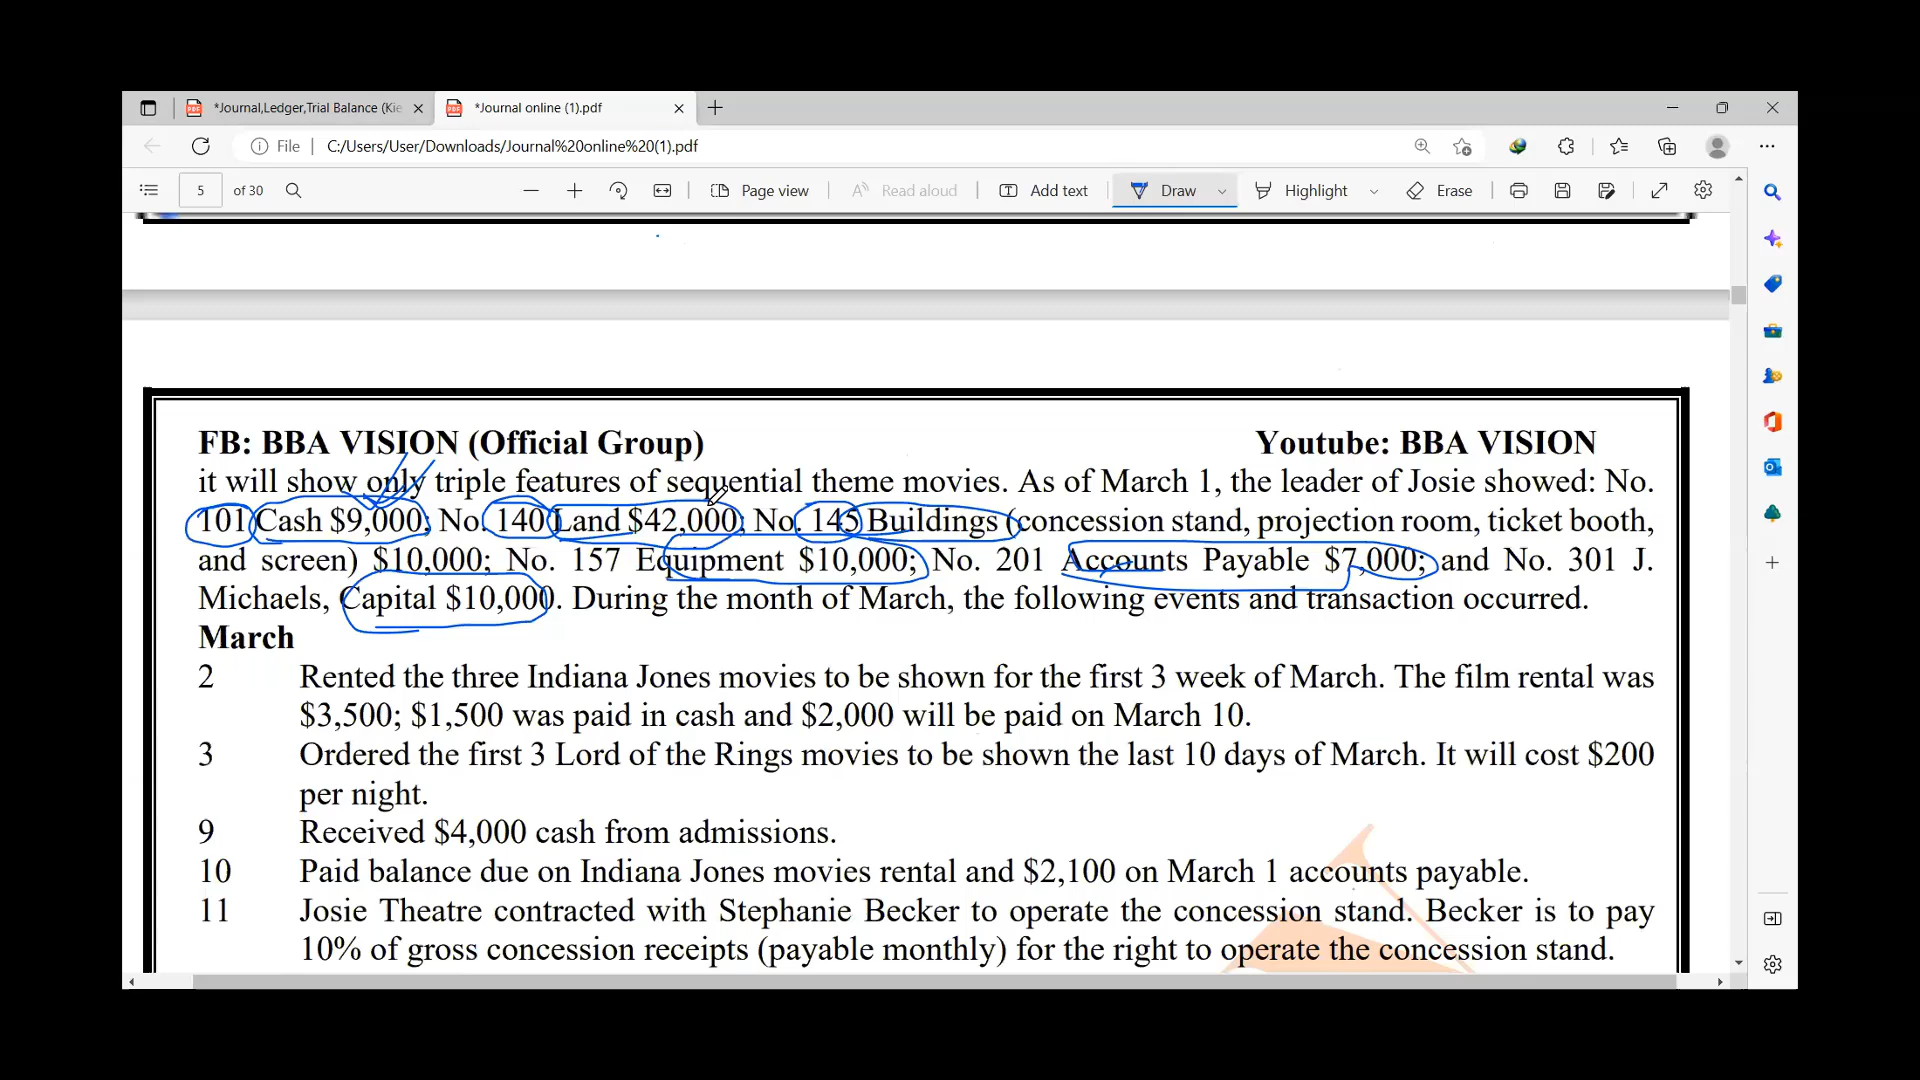 *Journal,Ledger,Trial Balance (Kie
*Journal online (1).pdf
File
C:/Users/User/Downloads/Journal%20online%20(1).pdf
5 of 30
Page view
Read aloud
Add text
Draw
Highlight
Erase
FB: BBA VISION (Official Group) Youtube: BBA VISION
it will show only triple features of sequential theme movies. As of March 1, the leader of Josie showed: No.
101 Cash $9,000; No. 140 Land $42,000; No. 145 Buildings (concession stand, projection room, ticket booth,
and screen) $10,000; No. 157 Equipment $10,000; No. 201 Accounts Payable $7,000; and No. 301 J.
Michaels, Capital $10,000. During the month of March, the following events and transaction occurred.
March
2 Rented the three Indiana Jones movies to be shown for the first 3 week of March. The film rental was
$3,500; $1,500 was paid in cash and $2,000 will be paid on March 10.
3 Ordered the first 3 Lord of the Rings movies to be shown the last 10 days of March. It will cost $200
per night.
9 Received $4,000 cash from admissions.
10 Paid balance due on Indiana Jones movies rental and $2,100 on March 1 accounts payable.
11 Josie Theatre contracted with Stephanie Becker to operate the concession stand. Becker is to pay
10% of gross concession receipts (payable monthly) for the right to operate the concession stand.